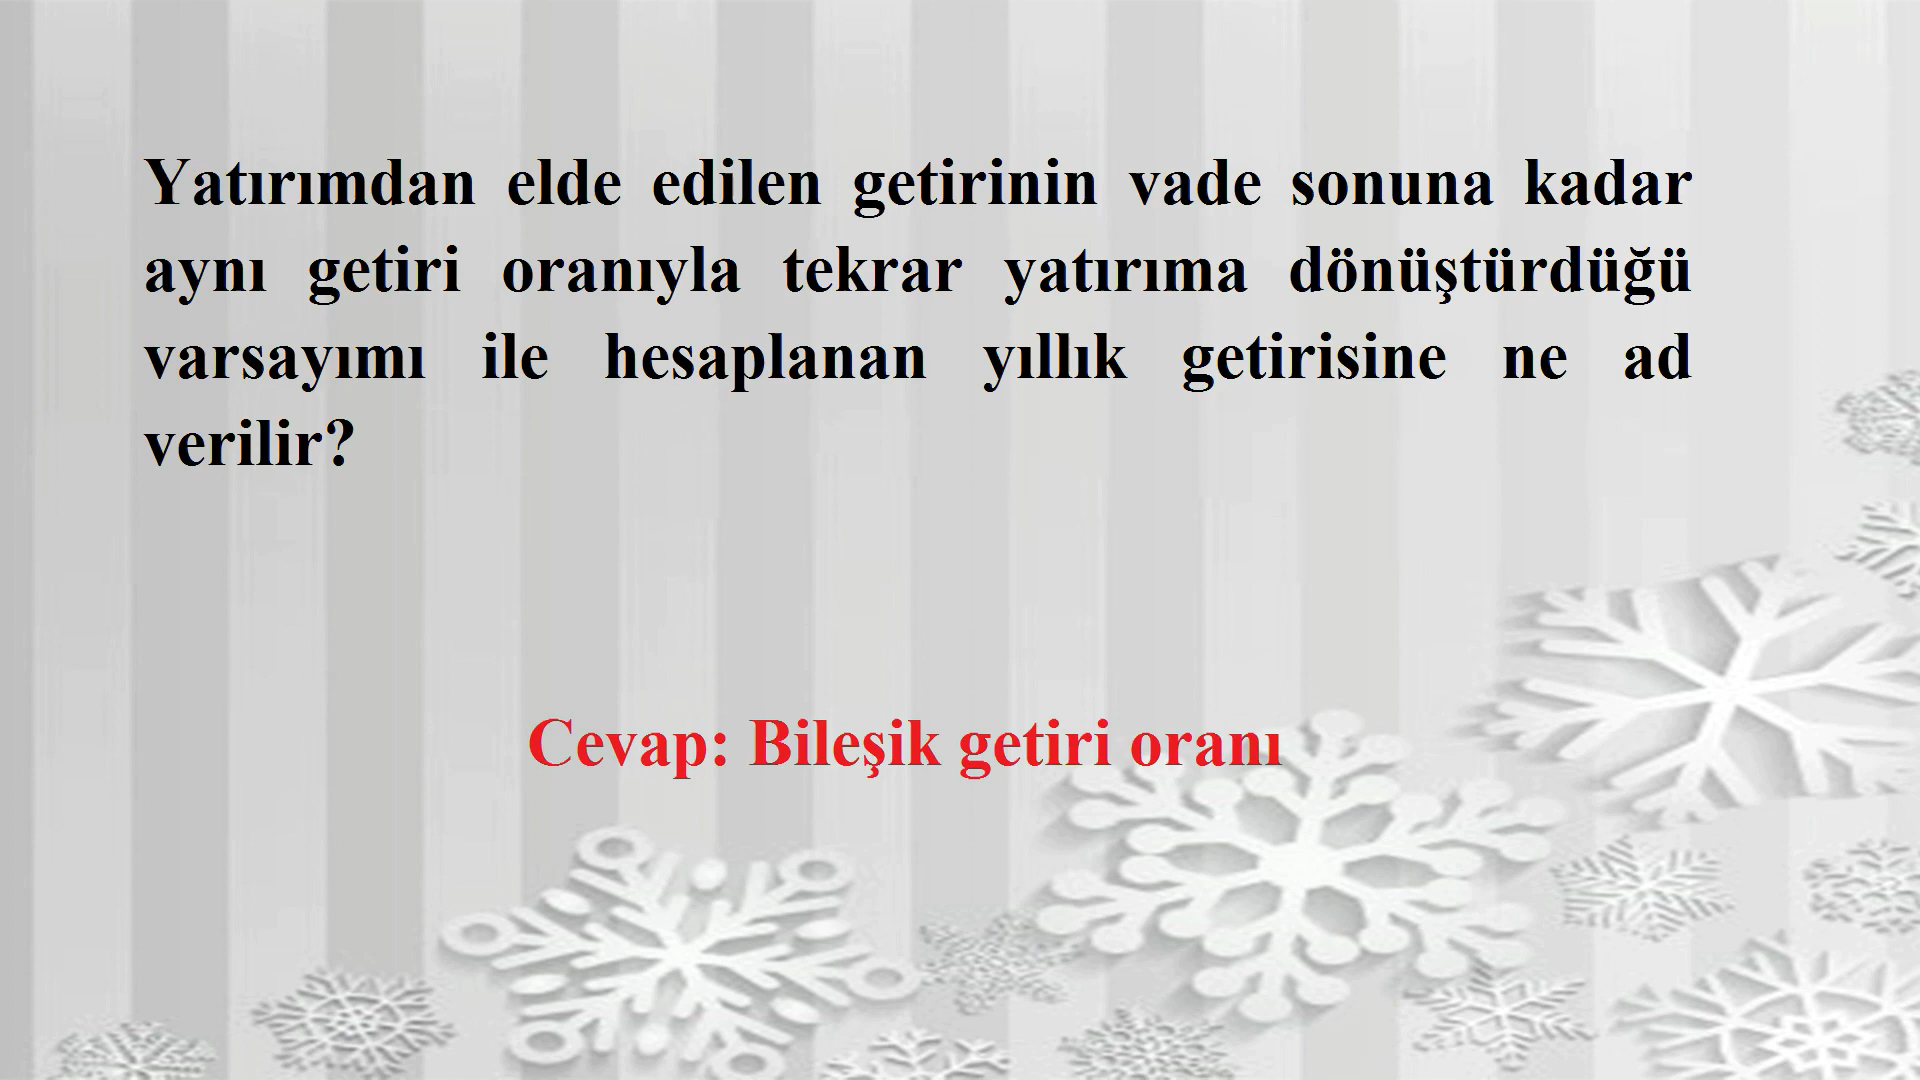 Yatırımdan elde edilen getirinin vade sonuna kadar
aynı getiri oranıyla tekrar yatırıma dönüştürdüğü
varsayımı ile hesaplanan yıllık getirisine ne ad
verilir?
Cevap: Bileşik getiri oranı